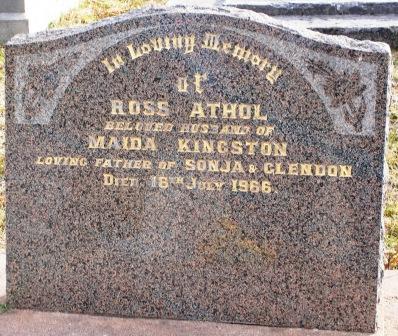 In Loving Memory
of
ROSS ATHOL
BELOVED HUSBAND OF
MAIDA KINGSTON
LOVING FATHER OF SONJA & GLENDON
DIED 16TH JULY 1966